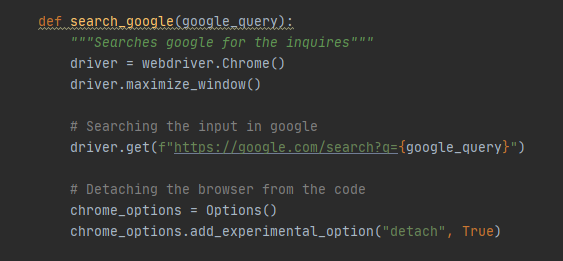 def search_google(google_query):
"""Searches google for the inquires"""
driver = webdriver.Chrome()
driver.maximize_window()
# Searching the input in google
driver.get(f"https://google.com/search?q={google_query}")
# Detaching the browser from the code
chrome_options = Options()
chrome_options.add_experimental_option("detach", True)